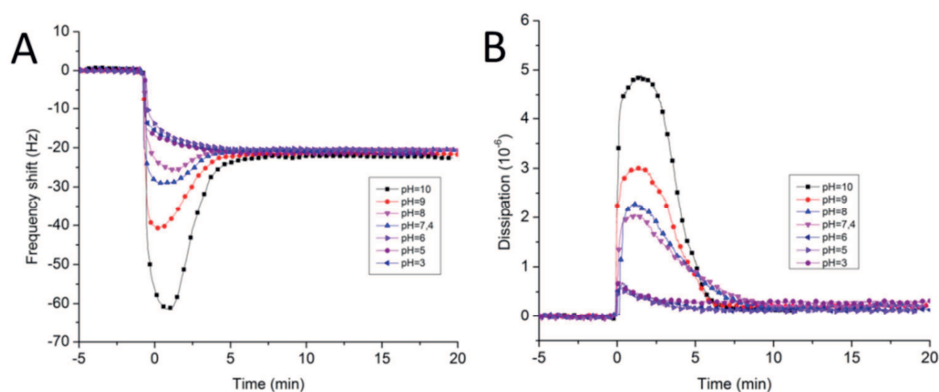 A
20
10
0
-10
-20
-30
-40
-50
-60
-70
Frequency shift (Hz)
pH=10
pH=9
pH=8
pH=7,4
pH=6
pH=5
pH=3
-5 0 5 10 15 20
Time (min)
B
6
5
4
3
2
1
0
Dissipation (10⁻⁶)
pH=10
pH=9
pH=8
pH=7,4
pH=6
pH=5
pH=3
-5 0 5 10 15 20
Time (min)